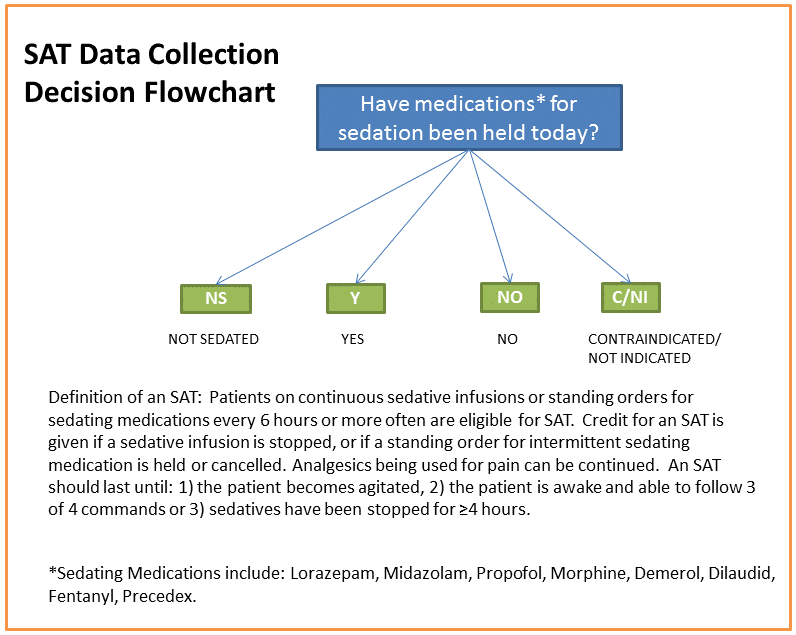 SAT Data Collection
Decision Flowchart
Have medications* for
sedation been held today?
NS
Y
NO
C/NI
NOT SEDATED
YES
NO
CONTRAINDICATED/
NOT INDICATED
Definition of an SAT:  Patients on continuous sedative infusions or standing orders for
sedating medications every 6 hours or more often are eligible for SAT.  Credit for an SAT is
given if a sedative infusion is stopped, or if a standing order for intermittent sedating
medication is held or cancelled.  Analgesics being used for pain can be continued.  An SAT
should last until: 1) the patient becomes agitated, 2) the patient is awake and able to follow 3
of 4 commands or 3) sedatives have been stopped for ≥4 hours.
*Sedating Medications include: Lorazepam, Midazolam, Propofol, Morphine, Demerol, Dilaudid,
Fentanyl, Precedex.